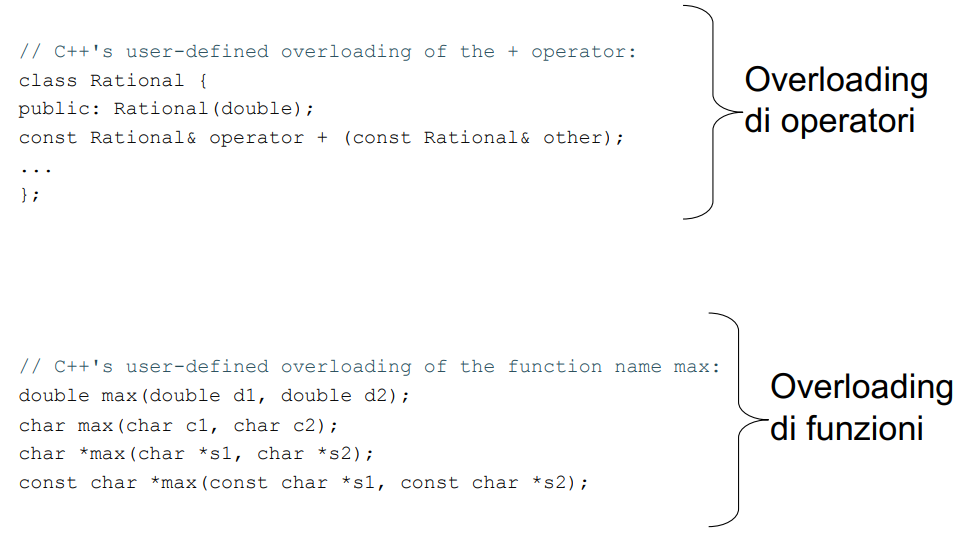 // C++'s user-defined overloading of the + operator:
class Rational {
public: Rational(double);
const Rational& operator + (const Rational& other);
...
};
Overloading
di operatori
// C++'s user-defined overloading of the function name max:
double max(double d1, double d2);
char max(char c1, char c2);
char *max(char *s1, char *s2);
const char *max(const char *s1, const char *s2);
Overloading
di funzioni